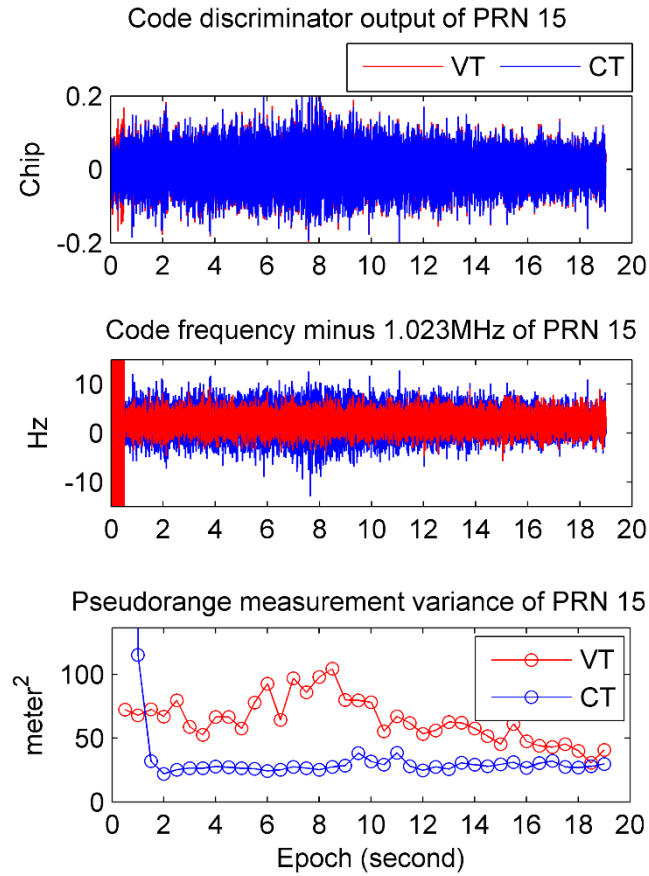 Code discriminator output of PRN 15
VT CT
0.2
0
-0.2
Chip
0 2 4 6 8 10 12 14 16 18 20
Code frequency minus 1.023MHz of PRN 15
10
0
-10
Hz
0 2 4 6 8 10 12 14 16 18 20
Pseudorange measurement variance of PRN 15
VT
CT
100
50
0
meter²
0 2 4 6 8 10 12 14 16 18 20
Epoch (second)